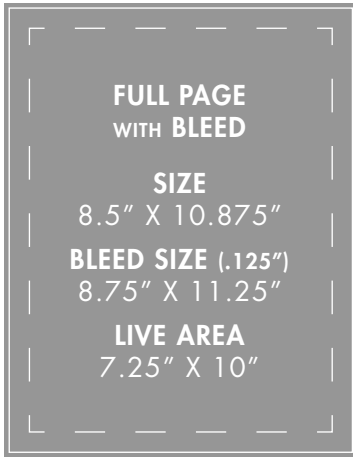 FULL PAGE
WITH BLEED
SIZE
8.5” X 10.875”
BLEED SIZE (.125”)
8.75” X 11.25”
LIVE AREA
7.25” X 10”